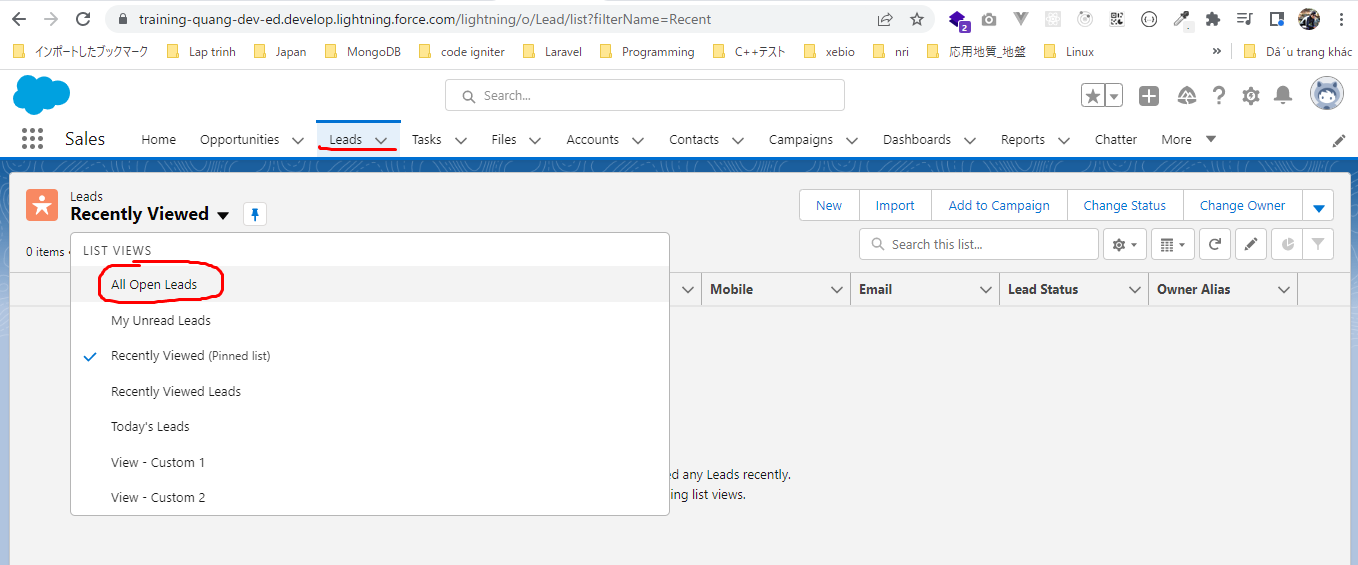 training-quang-dev-ed.develop.lightning.force.com/lightning/o/Lead/list?filterName=Recent
2
インポートしたブックマーク Lap trinh Japan MongoDB code igniter Laravel Programming C++テスト xebio nri 応用地質_地盤 Linux » Dấu trang khác
Search...
Sales Home Opportunities Leads Tasks Files Accounts Contacts Campaigns Dashboards Reports Chatter More
Leads
Recently Viewed
New Import Add to Campaign Change Status Change Owner
0 items •
Search this list...
LIST VIEWS
All Open Leads
My Unread Leads
Recently Viewed (Pinned list)
Recently Viewed Leads
Today's Leads
View - Custom 1
View - Custom 2
Mobile Email Lead Status Owner Alias
ed any Leads recently.
ing list views.